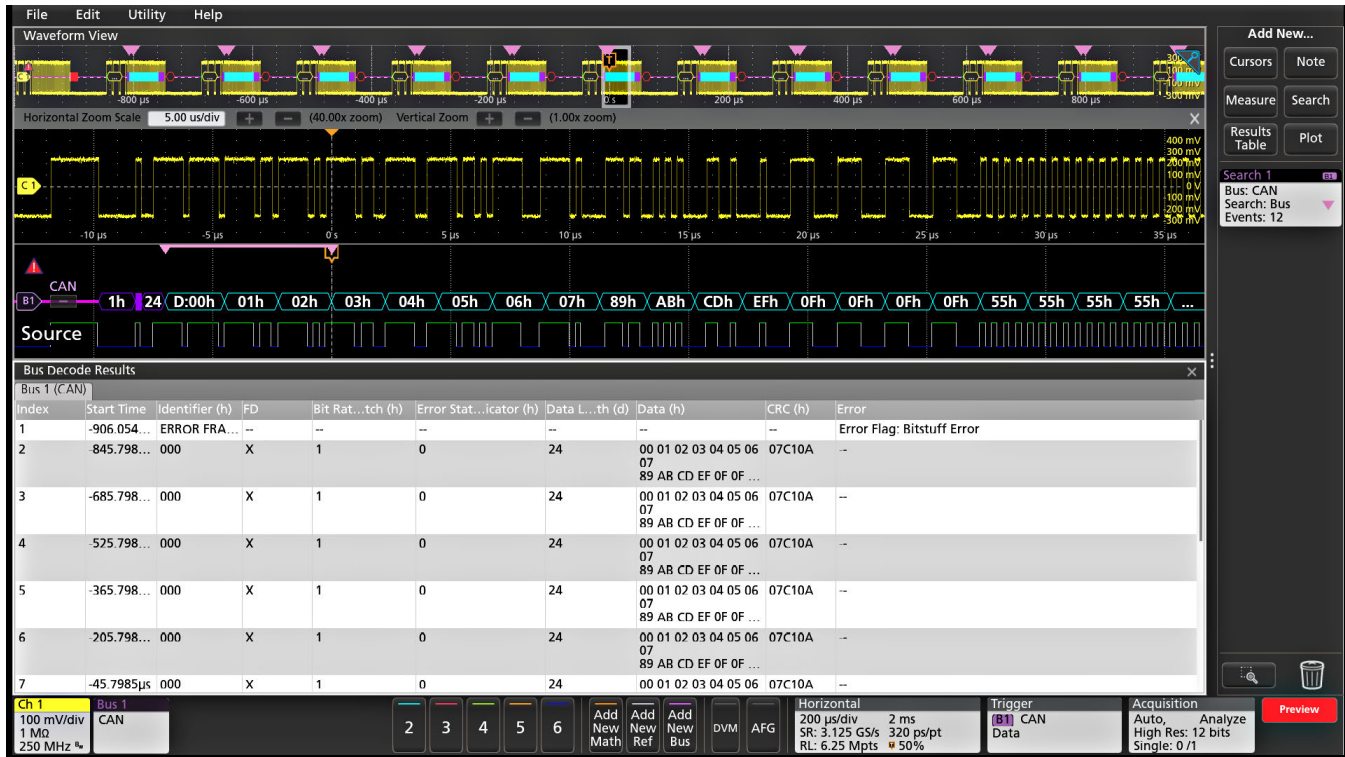 File Edit Utility Help
Waveform View
Add New...
Cursors Note
Measure Search
Results Table Plot
-800 µs -600 µs -400 µs -200 µs 0 s 200 µs 400 µs 600 µs 800 µs
T
C 1
-300 mV
Horizontal Zoom Scale 5.00 us/div + − (40.00x zoom) Vertical Zoom + − (1.00x zoom) X
400 mV
300 mV
200 mV
100 mV
0 V
-100 mV
-200 mV
-300 mV
C 1
-10 µs -5 µs 0 s 5 µs 10 µs 15 µs 20 µs 25 µs 30 µs 35 µs
Search 1 B1
Bus: CAN
Search: Bus
Events: 12
CAN
B1 1h 24 D:00h 01h 02h 03h 04h 05h 06h 07h 89h ABh CDh EFh 0Fh 0Fh 0Fh 0Fh 55h 55h 55h 55h ...
Source
Bus Decode Results
Bus 1 (CAN)
Index Start Time Identifier (h) FD Bit Rat...tch (h) Error Stat...icator (h) Data L...th (d) Data (h) CRC (h) Error
1 -906.054... ERROR FRA... -- -- -- -- -- -- Error Flag: Bitstuff Error
2 -845.798... 000 X 1 0 24 00 01 02 03 04 05 06 07C10A --
07
89 AB CD EF 0F 0F ...
3 -685.798... 000 X 1 0 24 00 01 02 03 04 05 06 07C10A --
07
89 AB CD EF 0F 0F ...
4 -525.798... 000 X 1 0 24 00 01 02 03 04 05 06 07C10A --
07
89 AB CD EF 0F 0F ...
5 -365.798... 000 X 1 0 24 00 01 02 03 04 05 06 07C10A --
07
89 AB CD EF 0F 0F ...
6 -205.798... 000 X 1 0 24 00 01 02 03 04 05 06 07C10A --
07
89 AB CD EF 0F 0F ...
7 -45.7985µs 000 X 1 0 24 00 01 02 03 04 05 06 07C10A --
Ch 1
100 mV/div
1 MΩ
250 MHz
Bus 1
CAN
2 3 4 5 6
Add New Math
Add New Ref
Add New Bus
DVM AFG
Horizontal
200 µs/div 2 ms
SR: 3.125 GS/s 320 ps/pt
RL: 6.25 Mpts 50%
Trigger
B1 CAN
Data
Acquisition
Auto, Analyze
High Res: 12 bits
Single: 0 /1
Preview